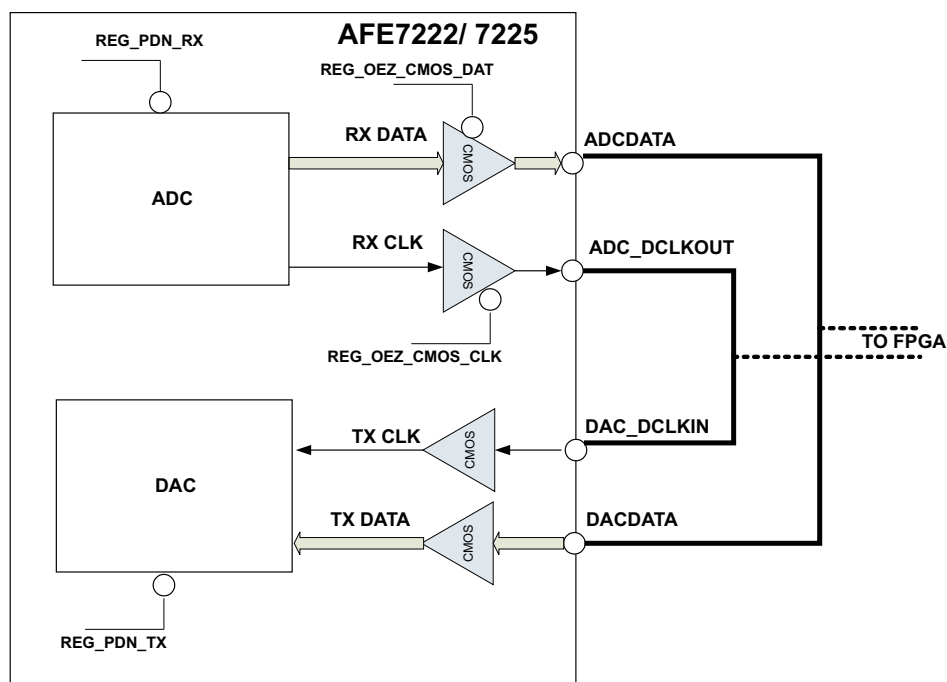 AFE7222/ 7225
REG_PDN_RX
REG_OEZ_CMOS_DAT
ADC
RX DATA
CMOS
ADCDATA
RX CLK
CMOS
ADC_DCLKOUT
REG_OEZ_CMOS_CLK
TO FPGA
DAC
TX CLK
CMOS
DAC_DCLKIN
TX DATA
CMOS
DACDATA
REG_PDN_TX